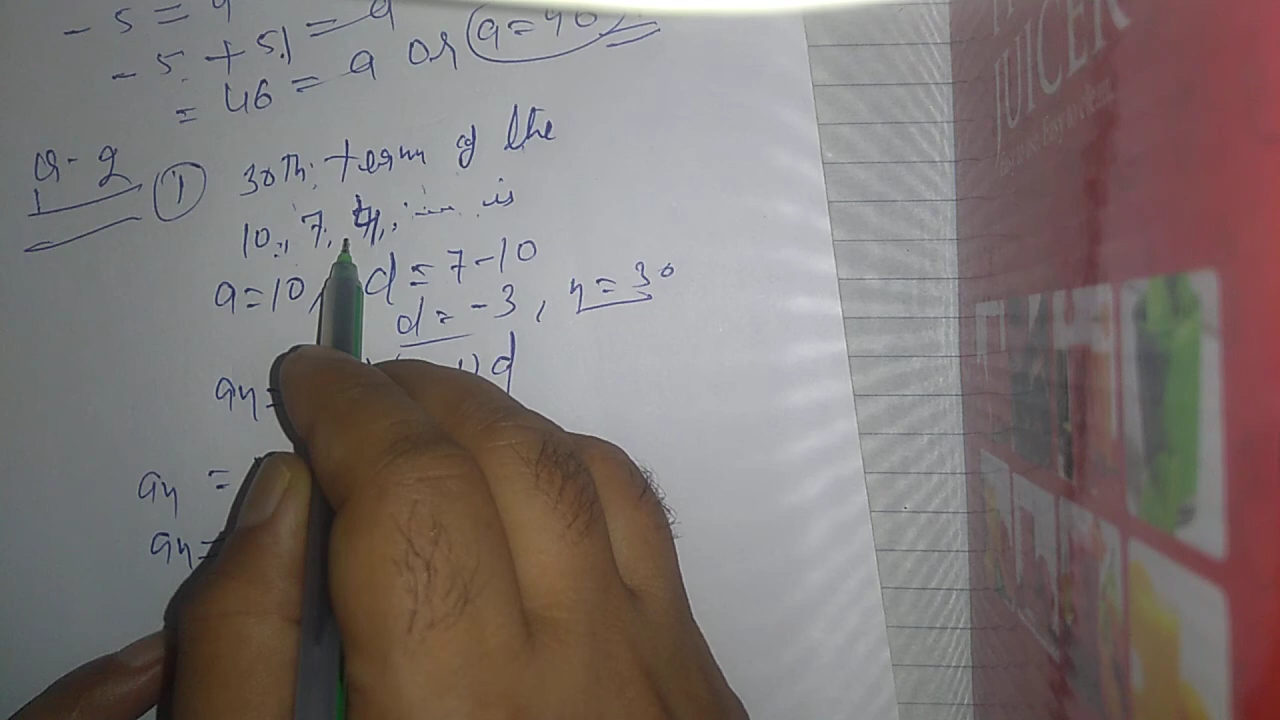 - 5 =
- 5 + 51 = a
= 46 = a or a = 46
Q-2 (1) 30th term of the
10, 7, 4, ... is
a = 10, d = 7 - 10
d = -3, n = 30
an =
d
an =
an =
JUICER